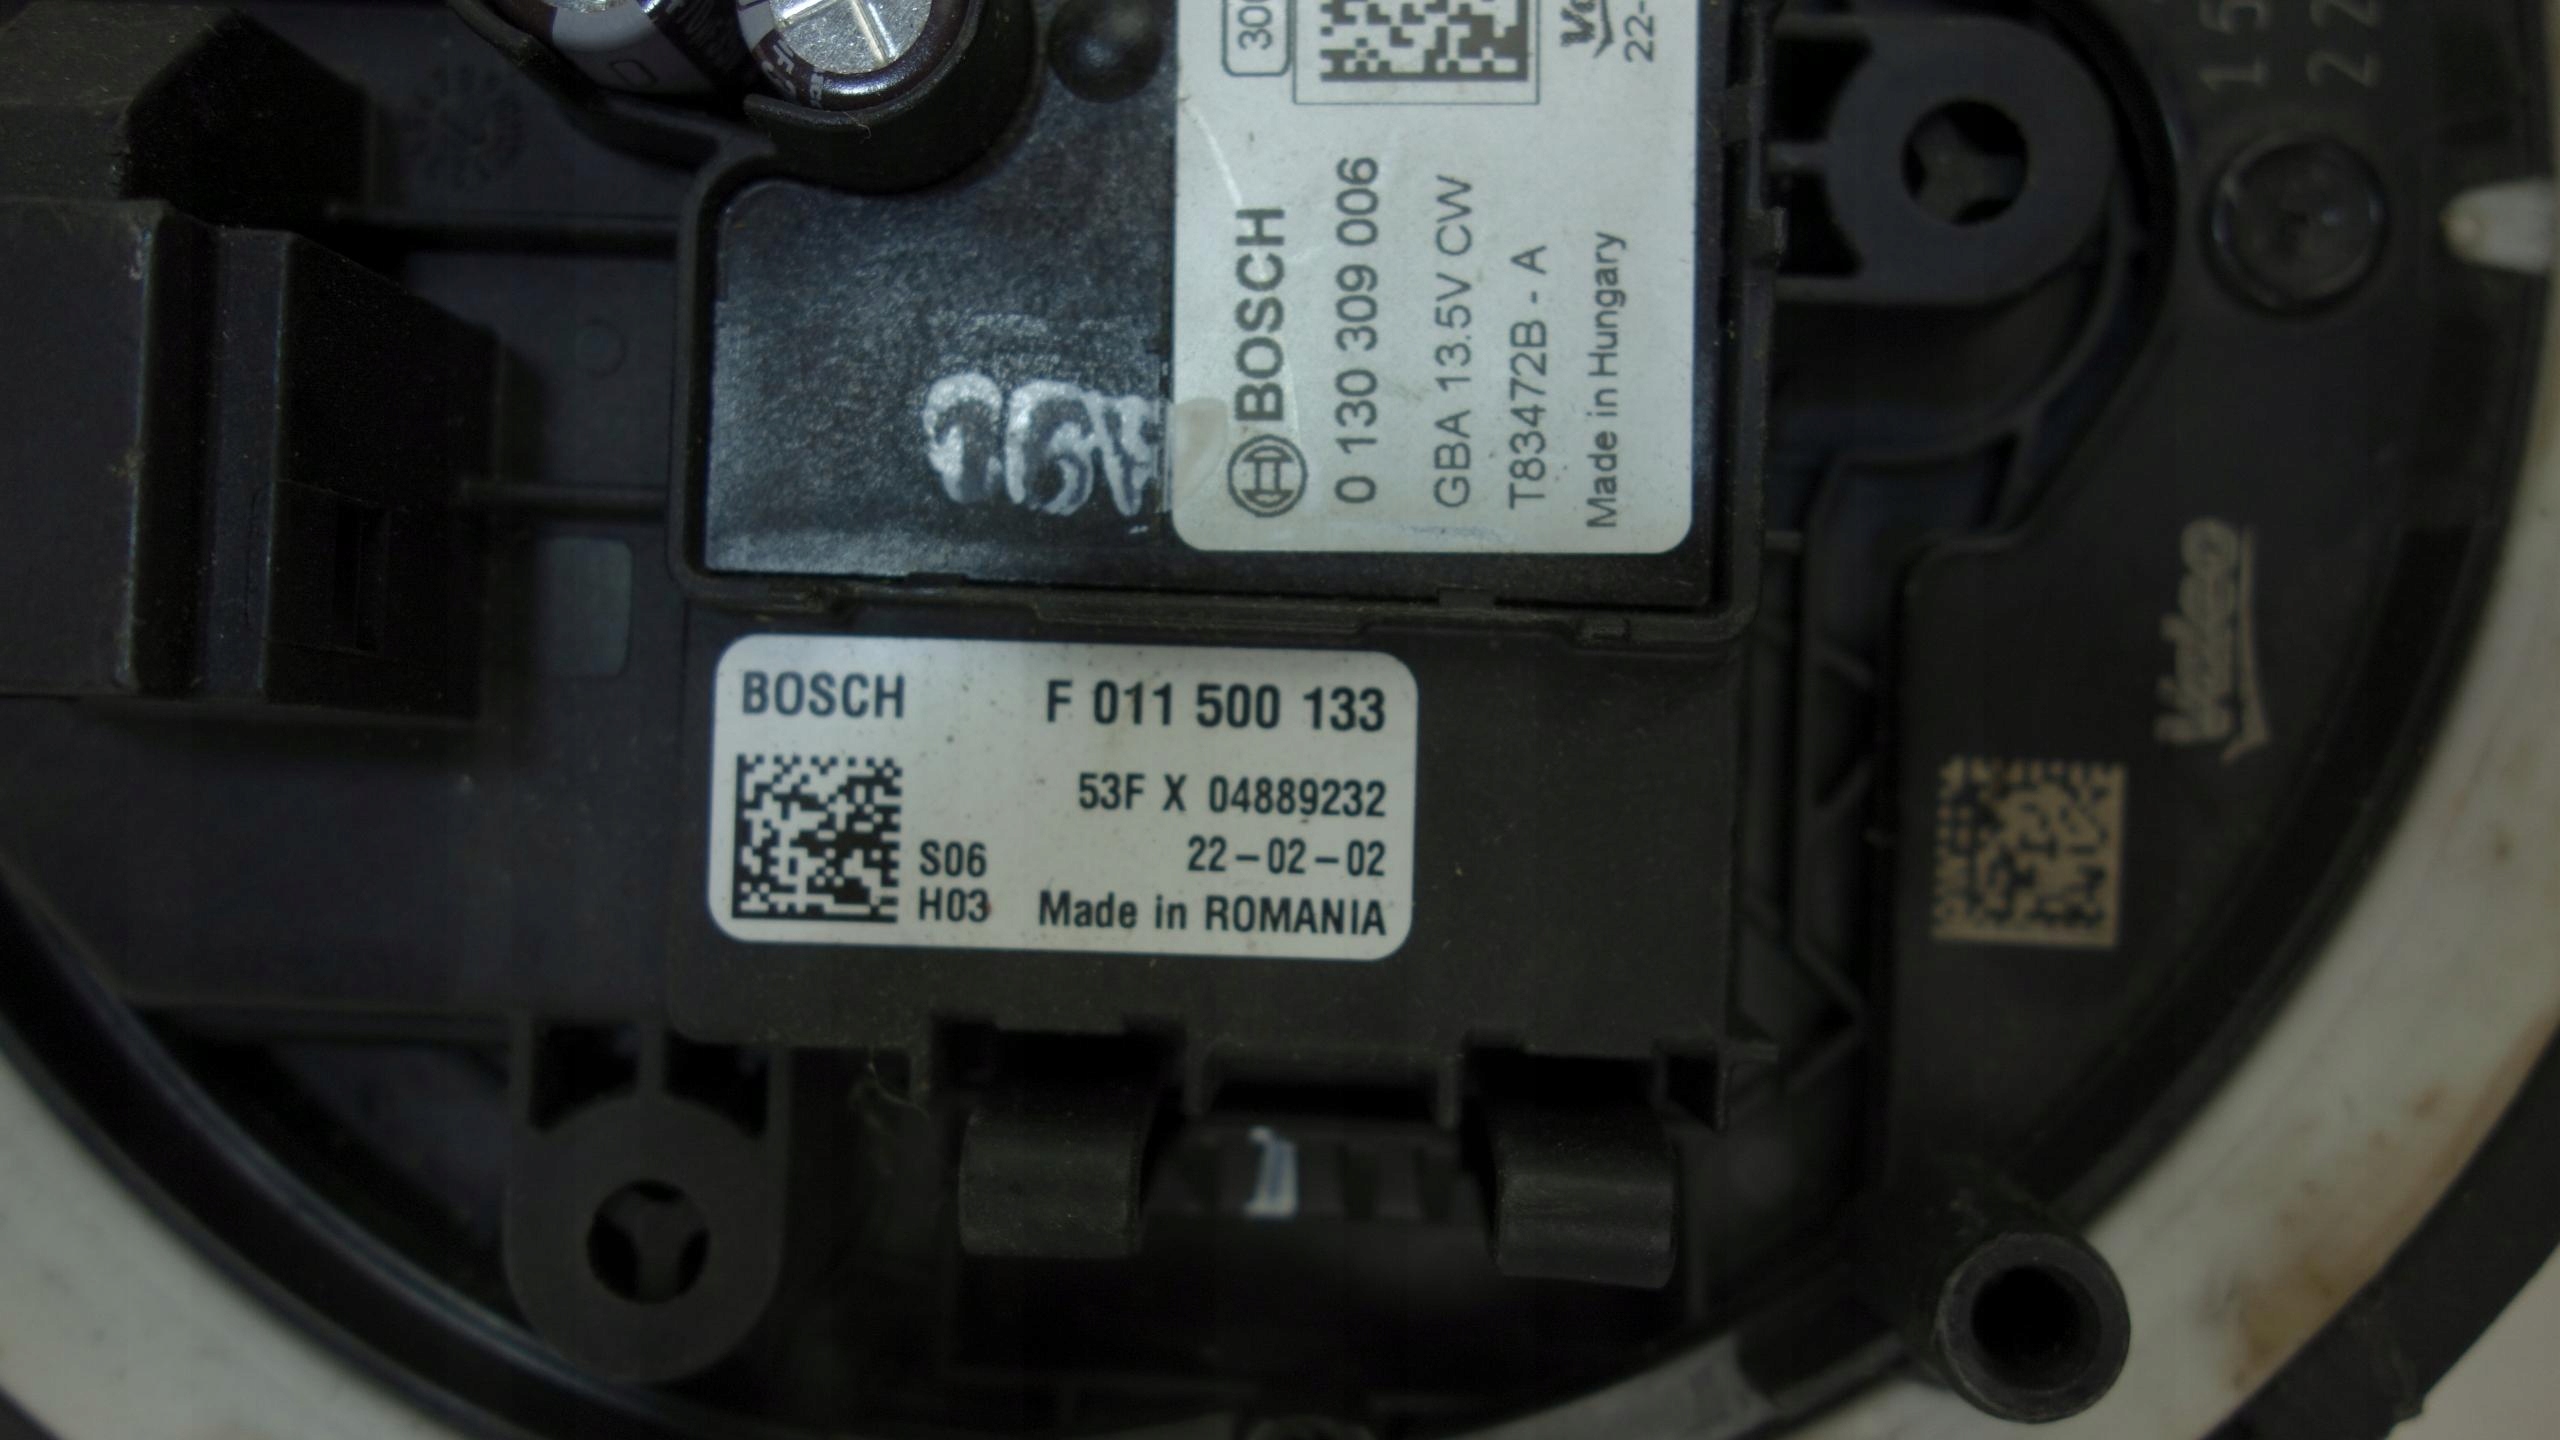 BOSCH
0 130 309 006
GBA 13.5V CW
T83472B - A
Made in Hungary
BOSCH F 011 500 133
53F X 04889232
S06 22-02-02
H03 Made in ROMANIA
Valeo